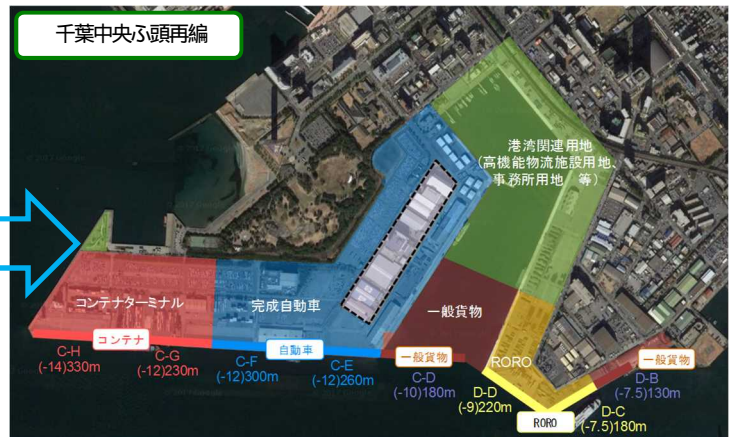 千葉中央ふ頭再編
港湾関連用地
(高機能物流施設用地、
事務所用地　等)
コンテナターミナル
完成自動車
一般貨物
RORO
コンテナ
自動車
一般貨物
一般貨物
C-H
(-14)330m
C-G
(-12)230m
C-F
(-12)300m
C-E
(-12)260m
C-D
(-10)180m
D-D
(-9)220m
D-B
(-7.5)130m
D-C
(-7.5)180m
RORO